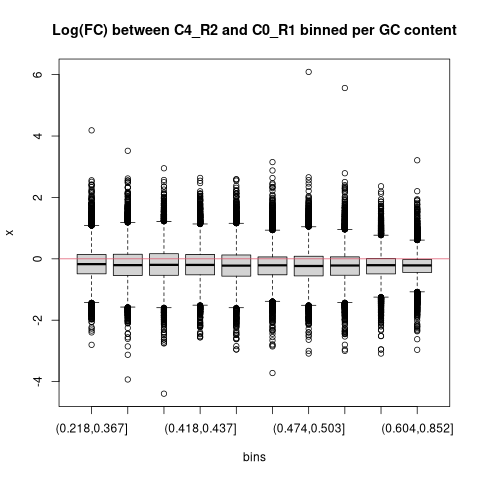 Log(FC) between C4_R2 and C0_R1 binned per GC content
6
4
2
0
-2
-4
x
(0.218,0.367] (0.418,0.437] (0.474,0.503] (0.604,0.852]
bins